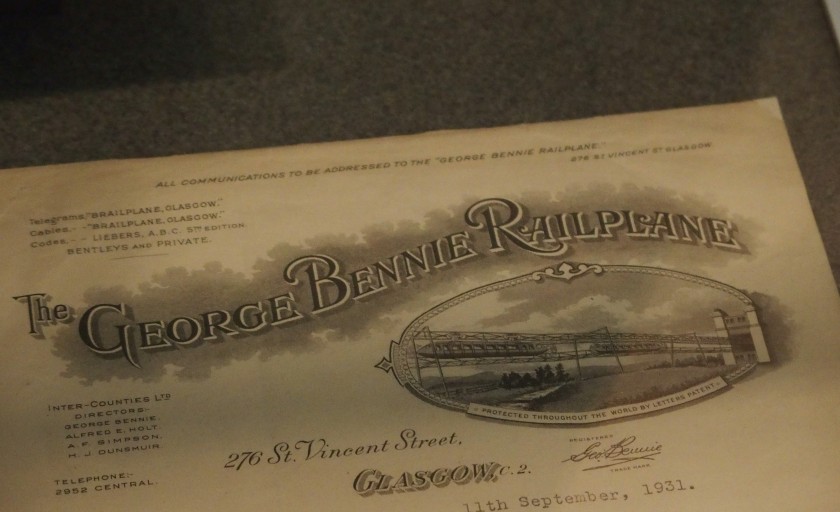 ALL COMMUNICATIONS TO BE ADDRESSED TO THE "GEORGE BENNIE RAILPLANE."
276 ST VINCENT ST GLASGOW
Telegrams, "BRAILPLANE, GLASGOW."
Cables, - "BRAILPLANE, GLASGOW."
Codes, - - LIEBERS, A.B.C. 5TH EDITION.
BENTLEYS AND PRIVATE.
The GEORGE BENNIE RAILPLANE
PROTECTED THROUGHOUT THE WORLD BY LETTERS PATENT
INTER-COUNTIES LTD
DIRECTORS:-
GEORGE BENNIE.
ALFRED E. HOLT.
A. F. SIMPSON.
H. J. DUNSMUIR.
TELEPHONE:-
2952 CENTRAL.
276 St. Vincent Street,
GLASGOW, C. 2.
REGISTERED
Geo. Bennie
TRADE MARK
11th September, 1931.